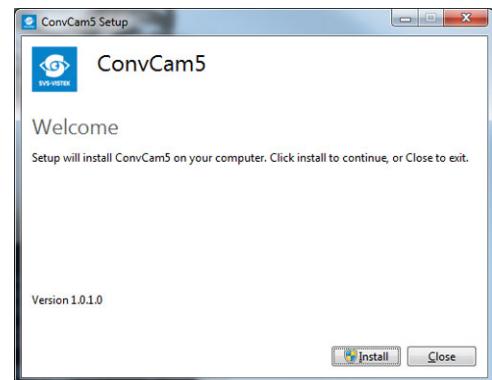 ConvCam5 Setup
SVS-VISTEK
ConvCam5
Welcome
Setup will install ConvCam5 on your computer. Click install to continue, or Close to exit.
Version 1.0.1.0
Install
Close